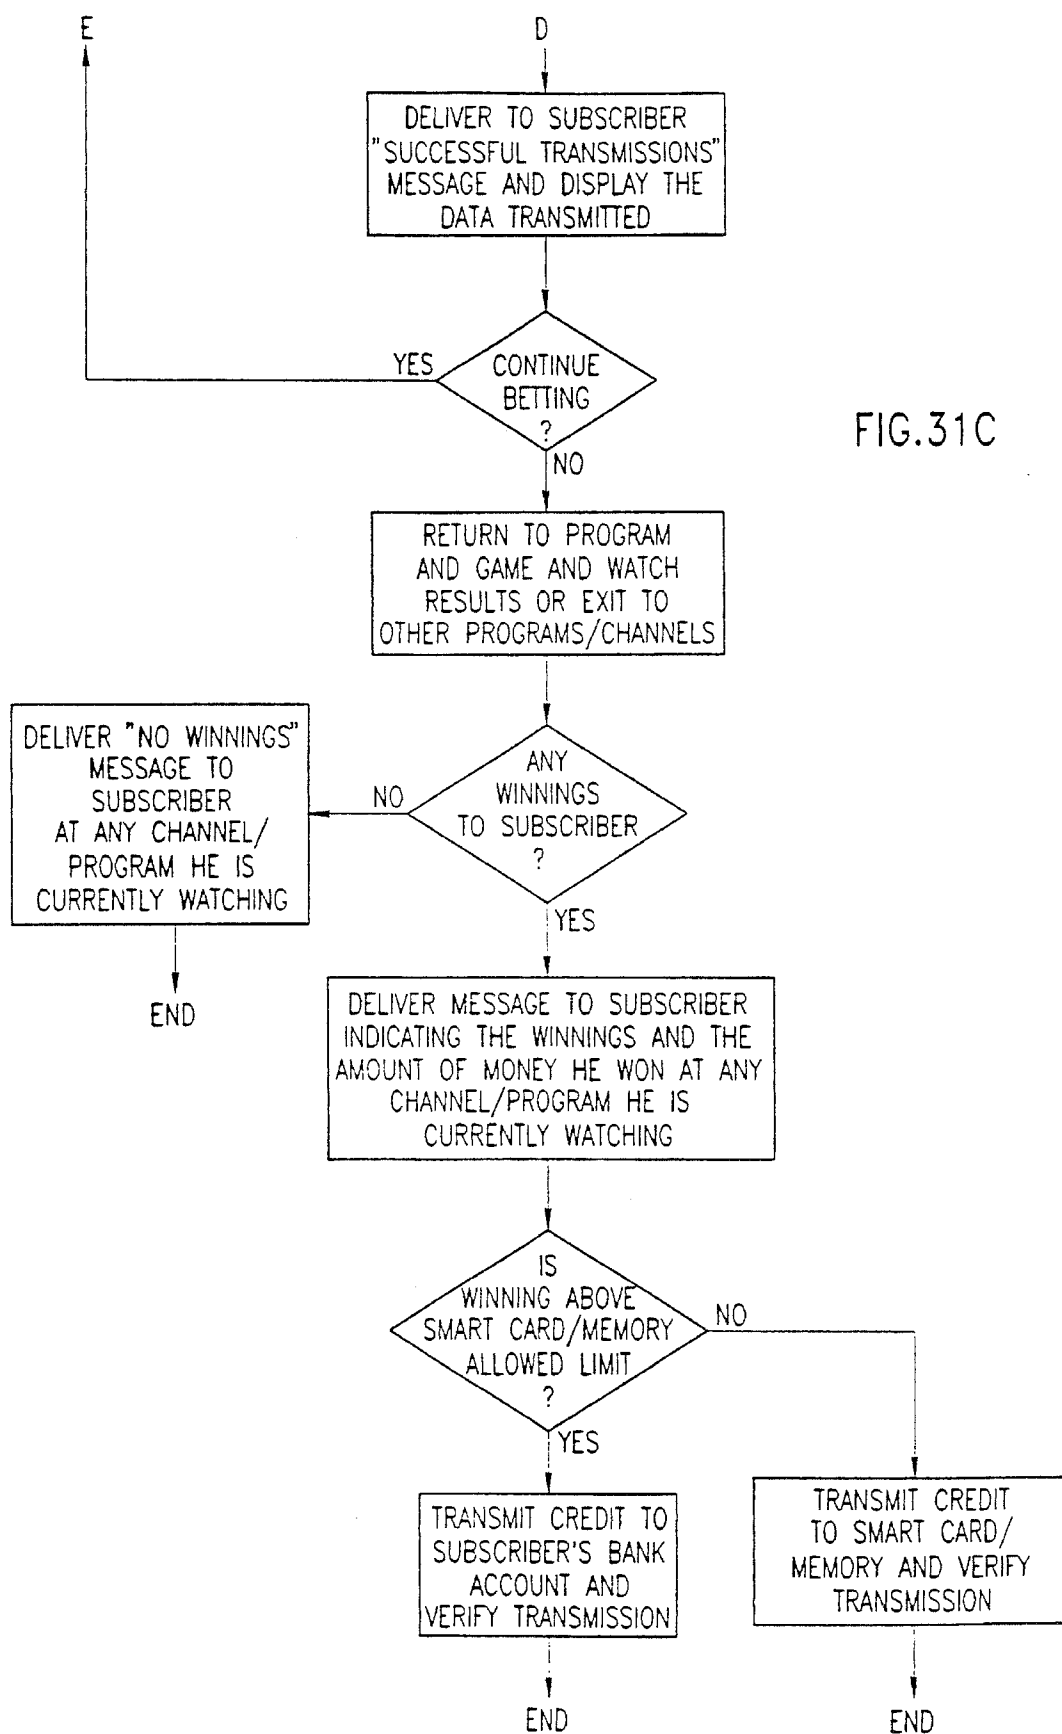 E
D
DELIVER TO SUBSCRIBER
"SUCCESSFUL TRANSMISSIONS"
MESSAGE AND DISPLAY THE
DATA TRANSMITTED
YES
CONTINUE
BETTING
?
NO
FIG.31C
RETURN TO PROGRAM
AND GAME AND WATCH
RESULTS OR EXIT TO
OTHER PROGRAMS/CHANNELS
DELIVER "NO WINNINGS"
MESSAGE TO
SUBSCRIBER
AT ANY CHANNEL/
PROGRAM HE IS
CURRENTLY WATCHING
END
NO
ANY
WINNINGS
TO SUBSCRIBER
?
YES
DELIVER MESSAGE TO SUBSCRIBER
INDICATING THE WINNINGS AND THE
AMOUNT OF MONEY HE WON AT ANY
CHANNEL/PROGRAM HE IS
CURRENTLY WATCHING
IS
WINNING ABOVE
SMART CARD/MEMORY
ALLOWED LIMIT
?
NO
YES
TRANSMIT CREDIT TO
SUBSCRIBER'S BANK
ACCOUNT AND
VERIFY TRANSMISSION
END
TRANSMIT CREDIT
TO SMART CARD/
MEMORY AND VERIFY
TRANSMISSION
END